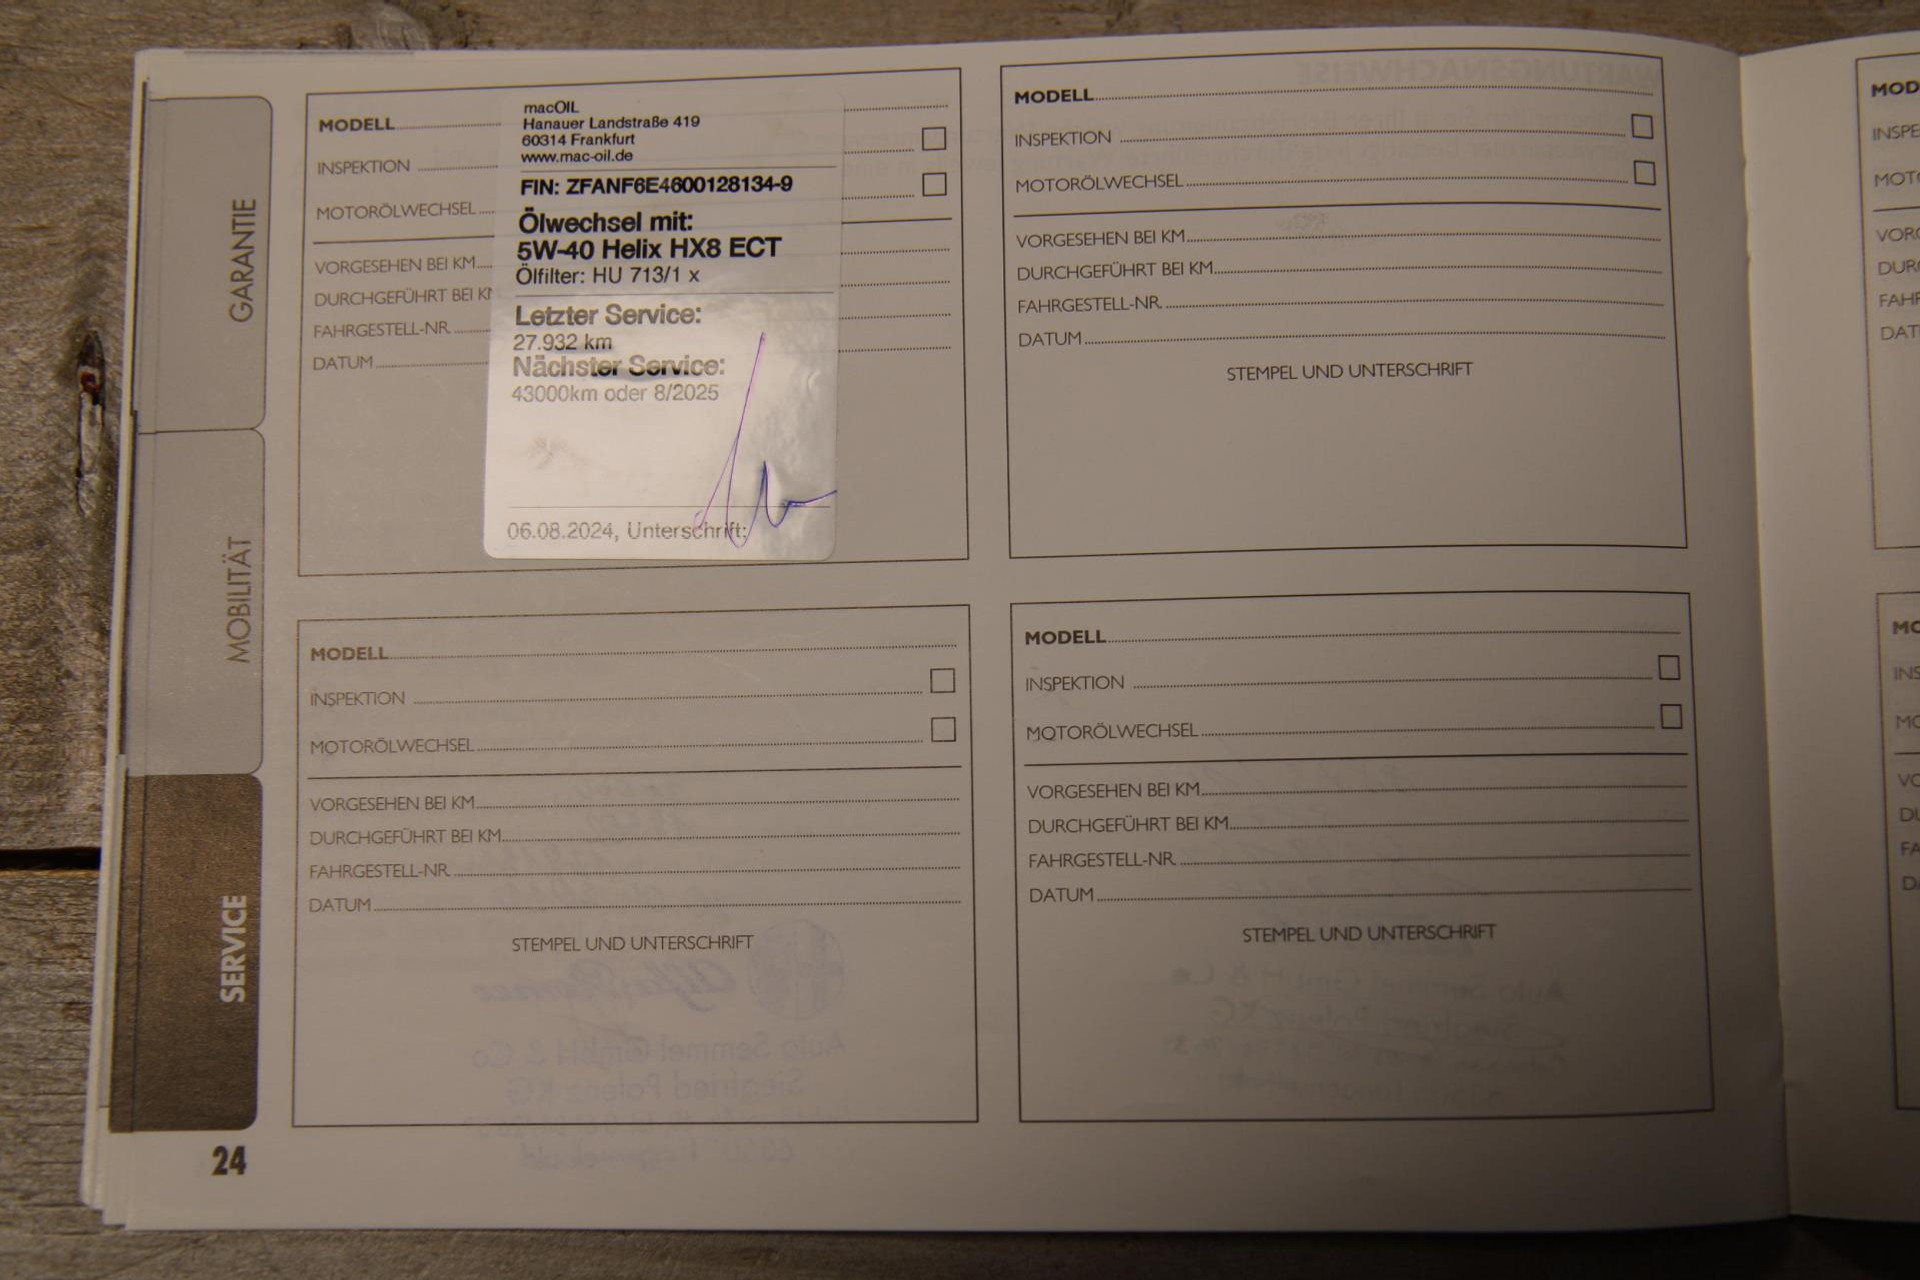 MODELL
INSPEKTION
MOTORÖLWECHSEL
VORGESEHEN BEI KM
DURCHGEFÜHRT BEI KM
FAHRGESTELL-NR.
DATUM
macOIL
Hanauer Landstraße 419
60314 Frankfurt
www.mac-oil.de
FIN: ZFANF6E4600128134-9
Ölwechsel mit:
5W-40 Helix HX8 ECT
Ölfilter: HU 713/1 x
Letzter Service:
27.932 km
Nächster Service:
43000km oder 8/2025
06.08.2024, Unterschrift:
MODELL
INSPEKTION
MOTORÖLWECHSEL
VORGESEHEN BEI KM
DURCHGEFÜHRT BEI KM
FAHRGESTELL-NR.
DATUM
STEMPEL UND UNTERSCHRIFT
MODELL
INSPEKTION
MOTORÖLWECHSEL
VORGESEHEN BEI KM
DURCHGEFÜHRT BEI KM
FAHRGESTELL-NR.
DATUM
STEMPEL UND UNTERSCHRIFT
MODELL
INSPEKTION
MOTORÖLWECHSEL
VORGESEHEN BEI KM
DURCHGEFÜHRT BEI KM
FAHRGESTELL-NR.
DATUM
STEMPEL UND UNTERSCHRIFT
GARANTIE
MOBILITÄT
SERVICE
24